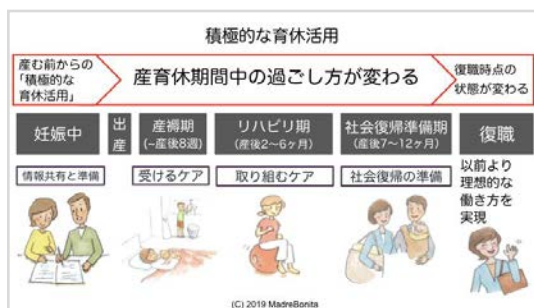 積極的な育休活用
産む前からの
「積極的な
育休活用」
産育休期間中の過ごし方が変わる
復職時点の
状態が変わる
妊娠中
出
産
産褥期
(~産後8週)
リハビリ期
(産後2~6ヶ月)
社会復帰準備期
(産後7~12ヶ月)
復職
情報共有と準備
受けるケア
取り組むケア
社会復帰の準備
以前より
理想的な
働き方を
実現
(C) 2019 MadreBonita